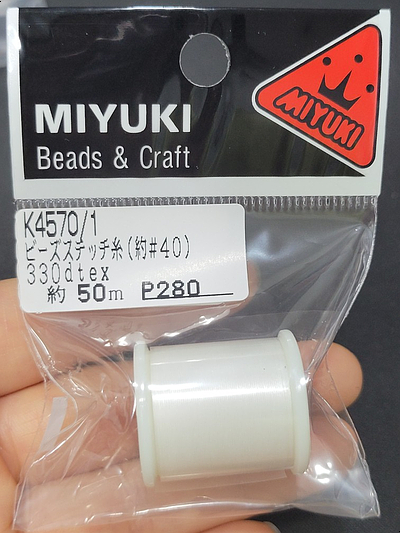 MIYUKI
Beads & Craft
MIYUKI
K4570/1
ビーズステッチ糸(約#40)
330dtex
約 50m P280